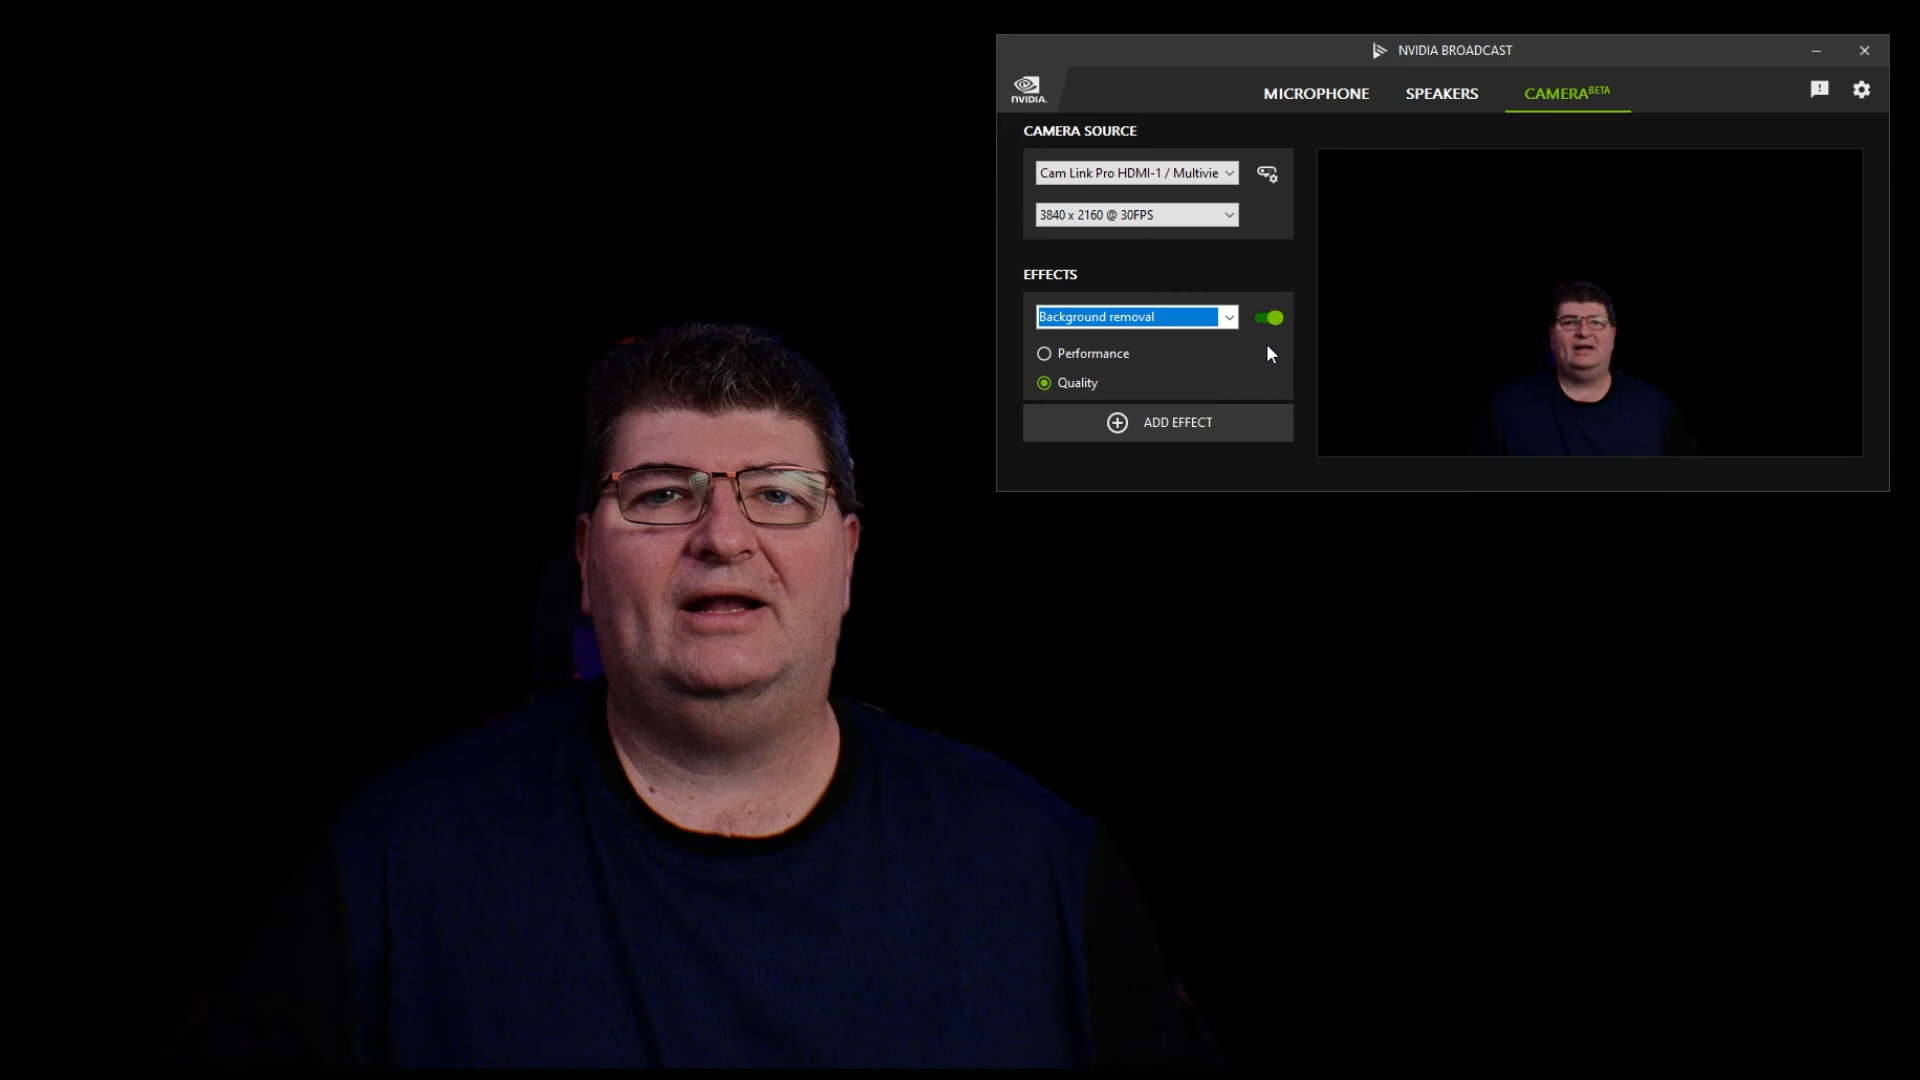 NVIDIA BROADCAST
NVIDIA.
MICROPHONE
SPEAKERS
CAMERABETA
CAMERA SOURCE
Cam Link Pro HDMI-1 / Multivie
3840 x 2160 @ 30FPS
EFFECTS
Background removal
Performance
Quality
ADD EFFECT